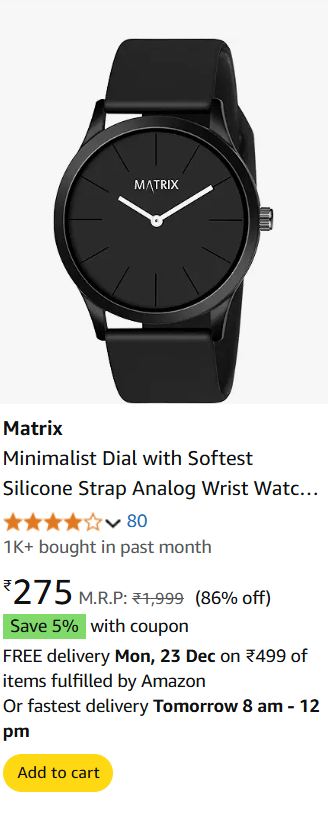 MATRIX
Matrix
Minimalist Dial with Softest
Silicone Strap Analog Wrist Watc...
80
1K+ bought in past month
₹275 M.R.P: ₹1,999 (86% off)
Save 5% with coupon
FREE delivery Mon, 23 Dec on ₹499 of
items fulfilled by Amazon
Or fastest delivery Tomorrow 8 am - 12
pm
Add to cart